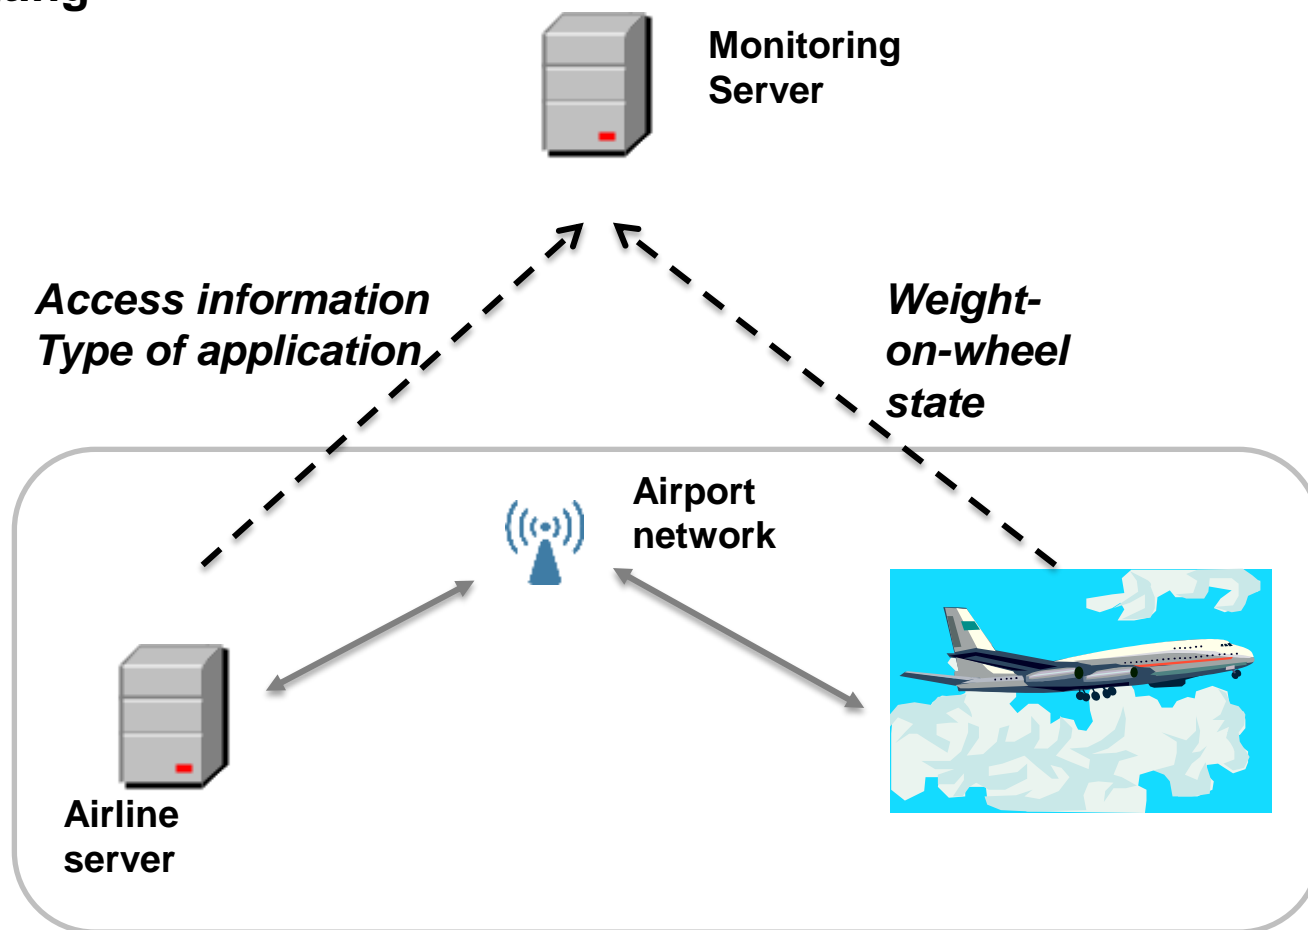 Monitoring
Server
Access information
Type of application
Weight-
on-wheel
state
Airport
network
Airline
server